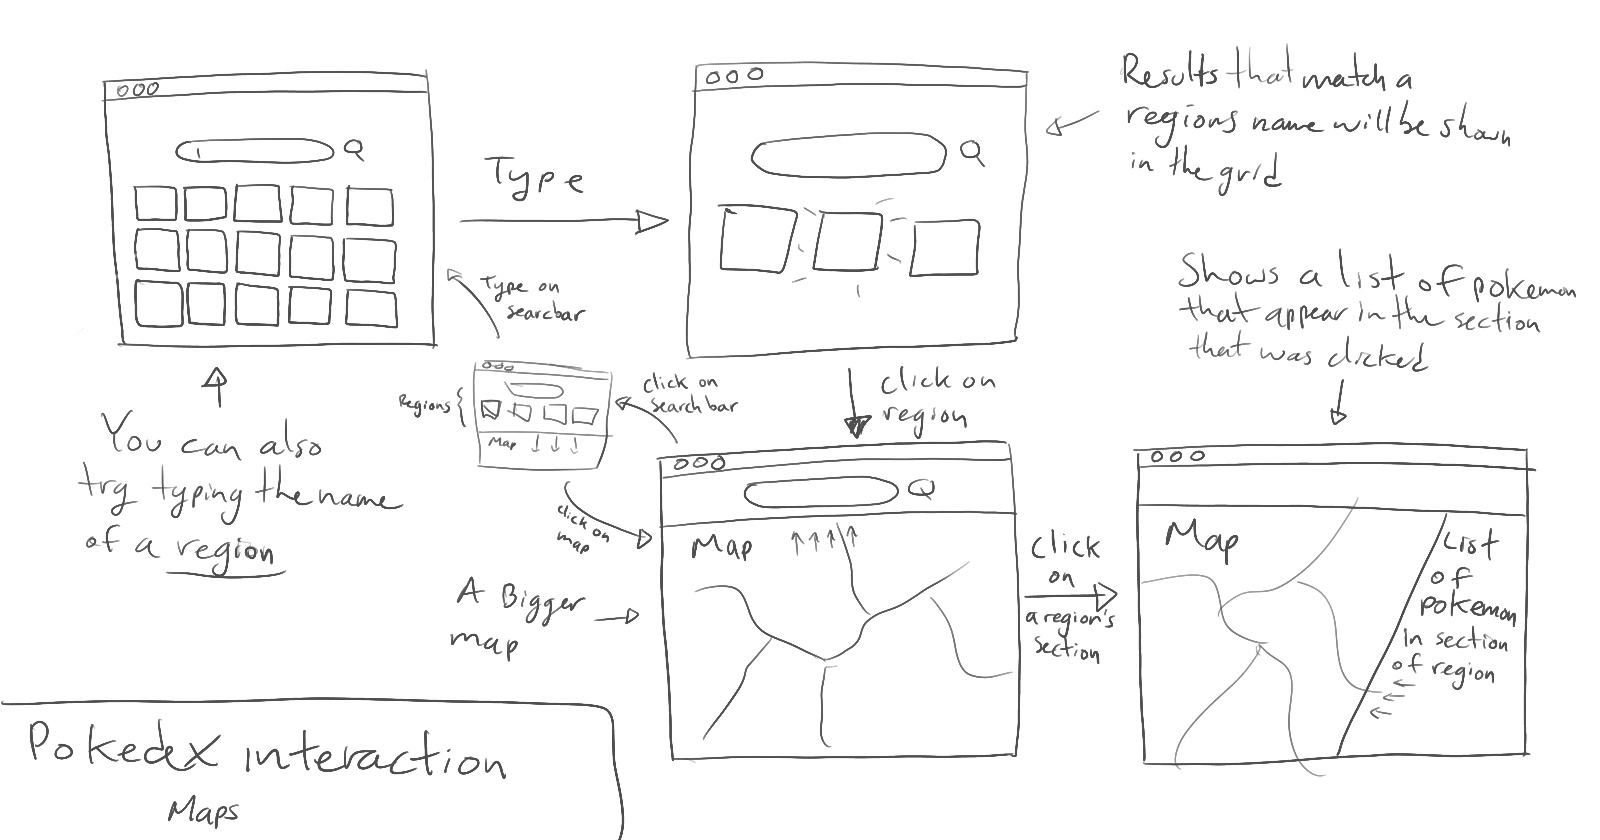 Type
Results that match a
regions name will be shown
in the grid
Type on
searcbar
Shows a list of pokemon
that appear in the section
that was clicked
You can also
try typing the name
of a region
Regions
Map
click on
search bar
click on
region
click on
map
A Bigger
map
Map
click
on
a region's
section
Map
List
of
pokemon
In section
of region
Pokedex interaction
Maps